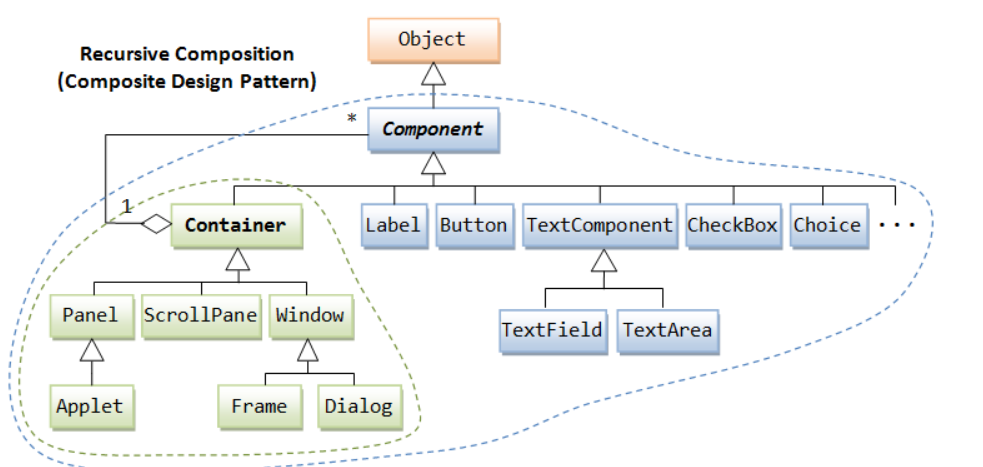 Object
Recursive Composition
(Composite Design Pattern)
*
Component
1
Container
Label
Button
TextComponent
CheckBox
Choice
...
Panel
ScrollPane
Window
TextField
TextArea
Applet
Frame
Dialog